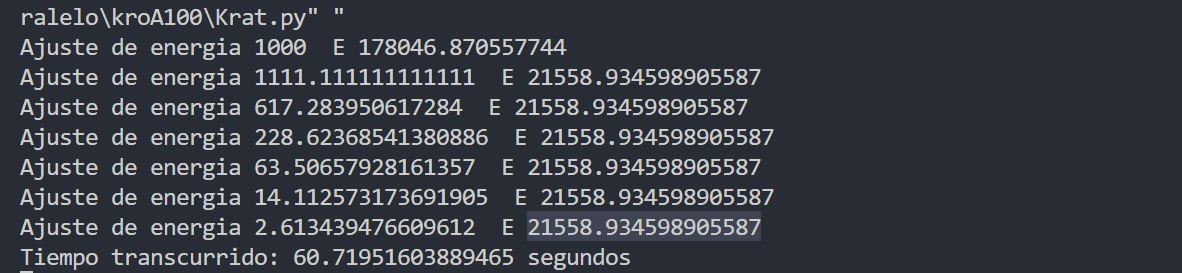 ralelo\kroA100\Krat.py" "
Ajuste de energia 1000  E 178046.870557744
Ajuste de energia 1111.111111111111  E 21558.934598905587
Ajuste de energia 617.283950617284  E 21558.934598905587
Ajuste de energia 228.62368541380886  E 21558.934598905587
Ajuste de energia 63.50657928161357  E 21558.934598905587
Ajuste de energia 14.112573173691905  E 21558.934598905587
Ajuste de energia 2.613439476609612  E 21558.934598905587
Tiempo transcurrido: 60.71951603889465 segundos